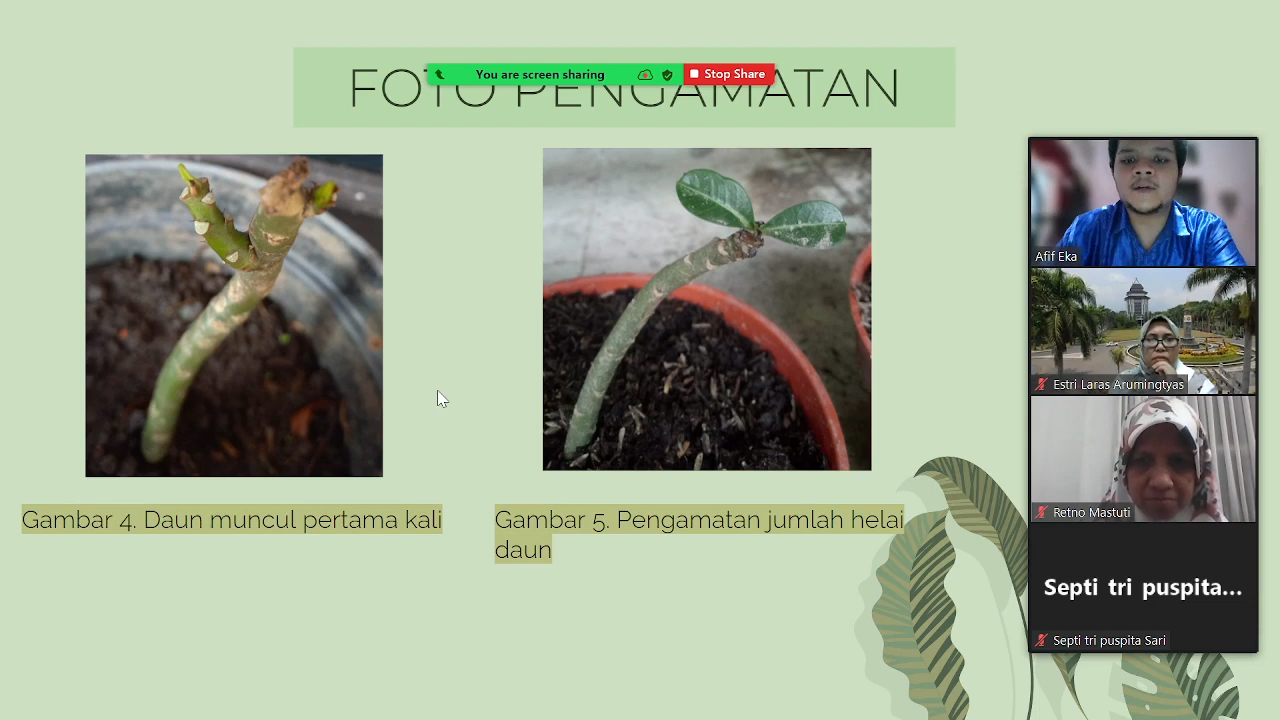 You are screen sharing
Stop Share
FOTO PENGAMATAN
Gambar 4. Daun muncul pertama kali
Gambar 5. Pengamatan jumlah helai
daun
Afif Eka
Estri Laras Arumingtyas
Retno Mastuti
Septi tri puspita...
Septi tri puspita Sari